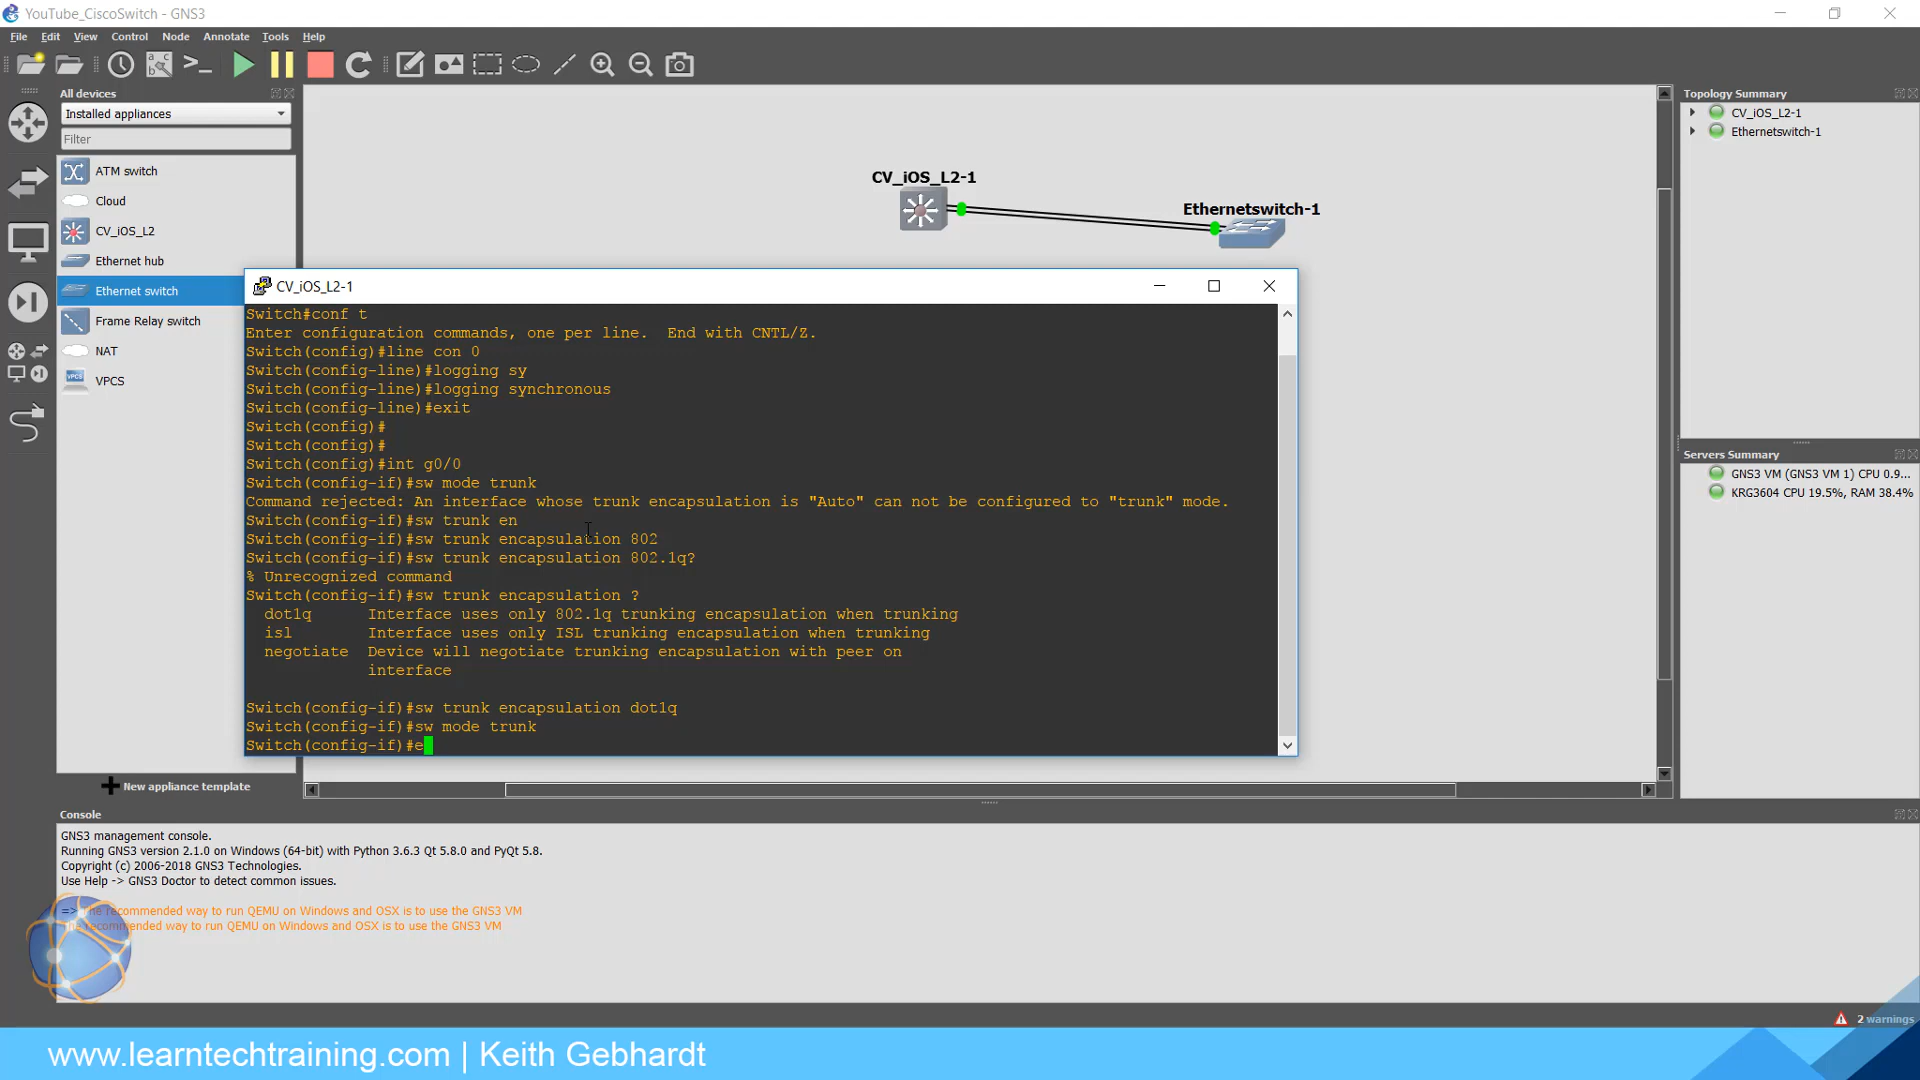 YouTube_CiscoSwitch - GNS3
File Edit View Control Node Annotate Tools Help
All devices
Installed appliances
Filter
ATM switch
Cloud
CV_iOS_L2
Ethernet hub
Ethernet switch
Frame Relay switch
NAT
VPCS
New appliance template
CV_iOS_L2-1
Ethernetswitch-1
CV_iOS_L2-1
Switch#conf t
Enter configuration commands, one per line.  End with CNTL/Z.
Switch(config)#line con 0
Switch(config-line)#logging sy
Switch(config-line)#logging synchronous
Switch(config-line)#exit
Switch(config)#
Switch(config)#
Switch(config)#int g0/0
Switch(config-if)#sw mode trunk
Command rejected: An interface whose trunk encapsulation is "Auto" can not be configured to "trunk" mode.
Switch(config-if)#sw trunk en
Switch(config-if)#sw trunk encapsulation 802
Switch(config-if)#sw trunk encapsulation 802.1q?
% Unrecognized command
Switch(config-if)#sw trunk encapsulation ?
dot1q      Interface uses only 802.1q trunking encapsulation when trunking
isl        Interface uses only ISL trunking encapsulation when trunking
negotiate  Device will negotiate trunking encapsulation with peer on
interface
Switch(config-if)#sw trunk encapsulation dot1q
Switch(config-if)#sw mode trunk
Switch(config-if)#e
Topology Summary
CV_iOS_L2-1
Ethernetswitch-1
Servers Summary
GNS3 VM (GNS3 VM 1) CPU 0.9...
KRG3604 CPU 19.5%, RAM 38.4%
Console
GNS3 management console.
Running GNS3 version 2.1.0 on Windows (64-bit) with Python 3.6.3 Qt 5.8.0 and PyQt 5.8.
Copyright (c) 2006-2018 GNS3 Technologies.
Use Help -> GNS3 Doctor to detect common issues.
=> The recommended way to run QEMU on Windows and OSX is to use the GNS3 VM
The recommended way to run QEMU on Windows and OSX is to use the GNS3 VM
2 warnings
www.learntechtraining.com | Keith Gebhardt